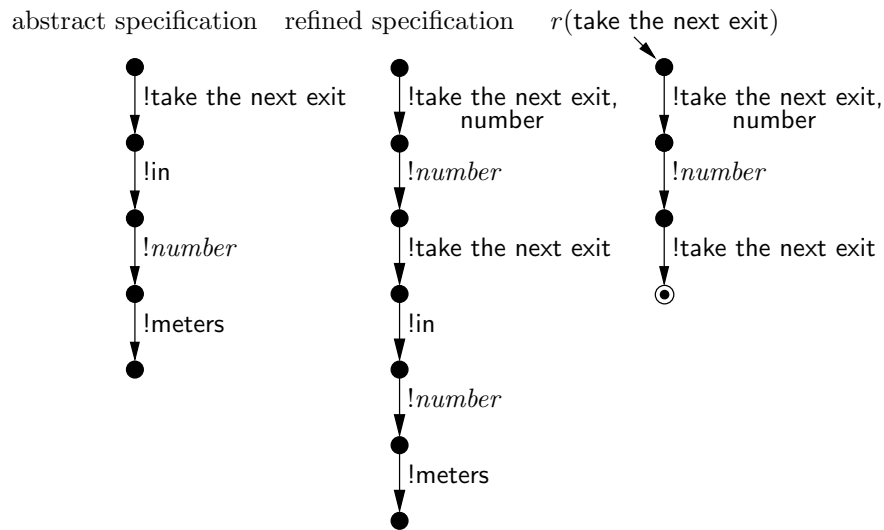 abstract specification
refined specification
r(take the next exit)
!take the next exit
!in
!number
!meters
!take the next exit,
number
!number
!take the next exit
!in
!number
!meters
!take the next exit,
number
!number
!take the next exit